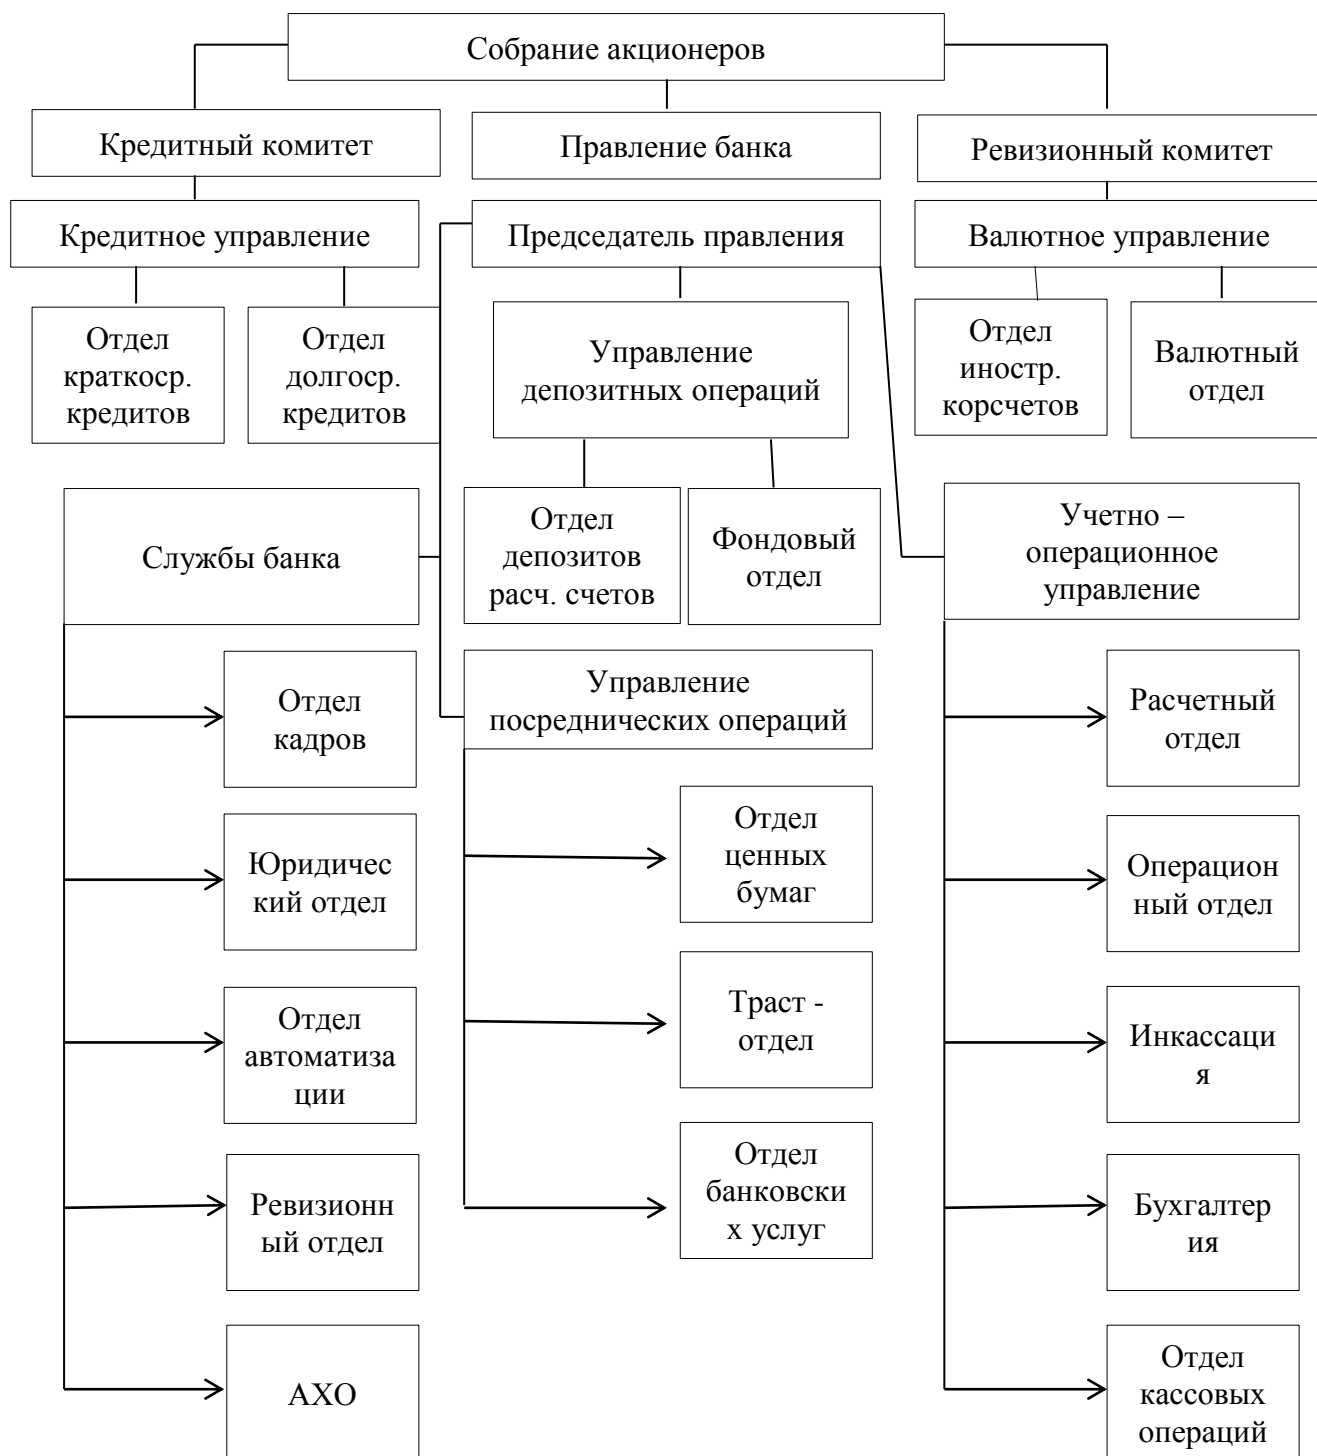 Собрание акционеров
Кредитный комитет
Правление банка
Ревизионный комитет
Кредитное управление
Председатель правления
Валютное управление
Отдел
краткоср.
кредитов
Отдел
долгоср.
кредитов
Управление
депозитных операций
Отдел
иностр.
корсчетов
Валютный
отдел
Службы банка
Отдел
депозитов
расч. счетов
Фондовый
отдел
Учетно –
операционное
управление
Отдел
кадров
Управление
посреднических операций
Расчетный
отдел
Отдел
ценных
бумаг
Юридичес
кий отдел
Операцион
ный отдел
Траст -
отдел
Отдел
автоматиза
ции
Инкассаци
я
Отдел
банковски
х услуг
Ревизионн
ый отдел
Бухгалтер
ия
АХО
Отдел
кассовых
операций